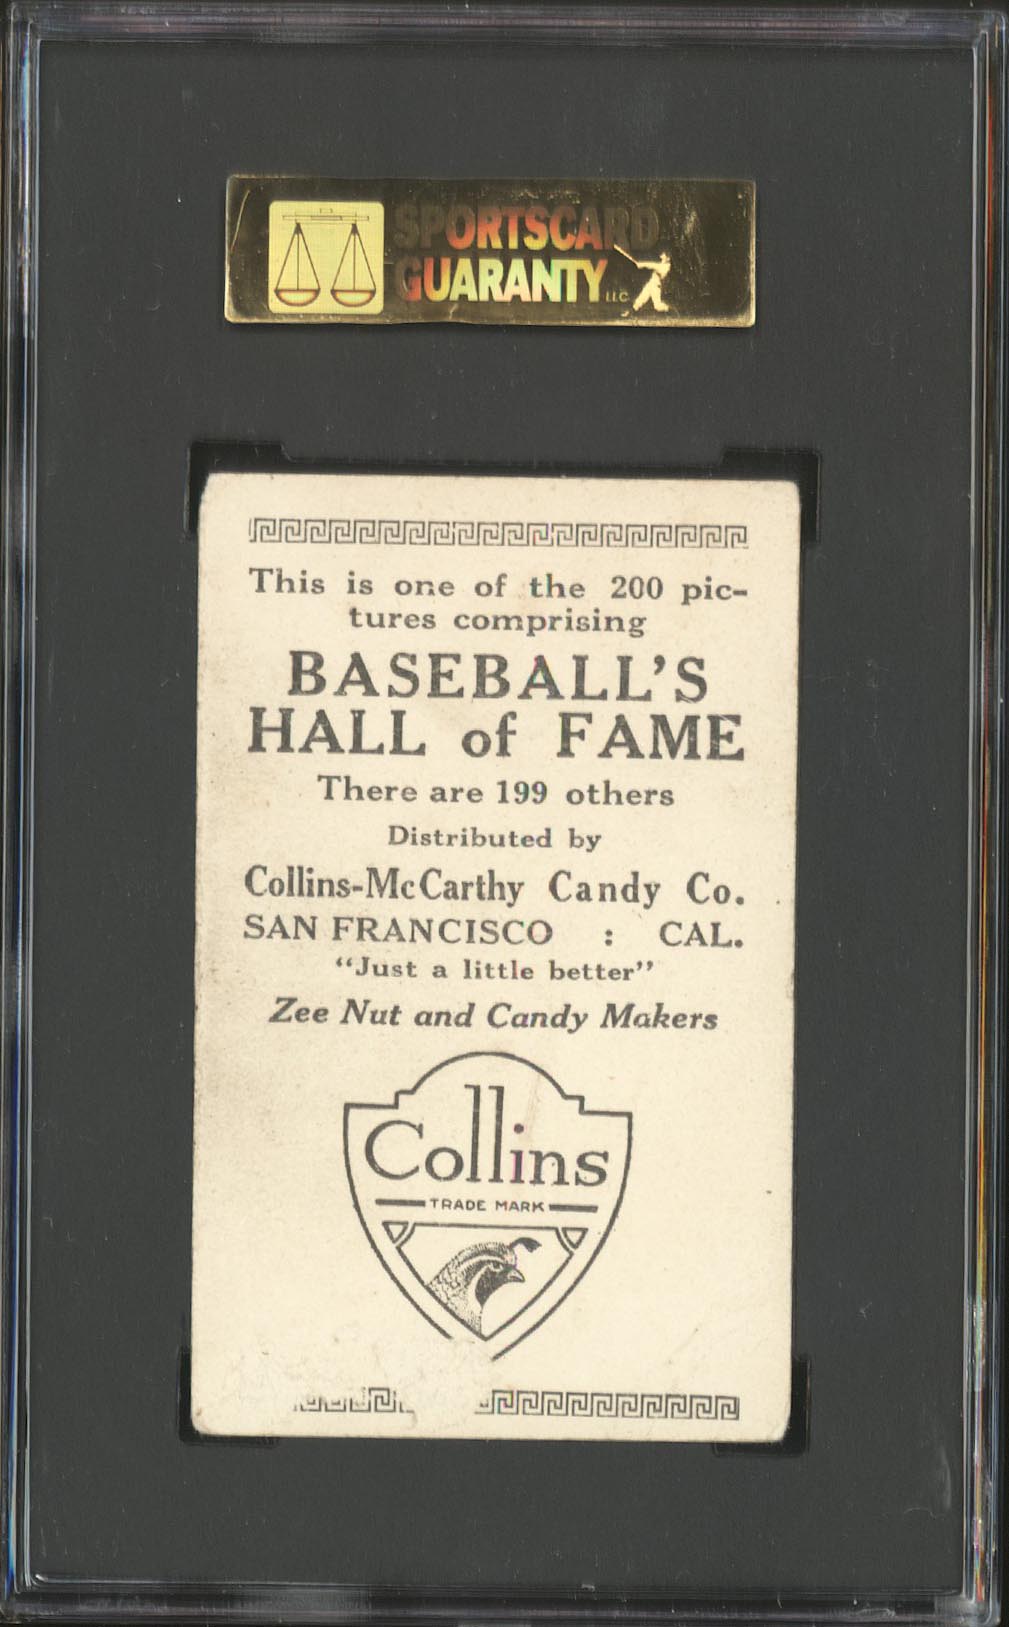 SPORTSCARD
GUARANTY LLC
This is one of the 200 pic-
tures comprising
BASEBALL'S
HALL of FAME
There are 199 others
Distributed by
Collins-McCarthy Candy Co.
SAN FRANCISCO : CAL.
"Just a little better"
Zee Nut and Candy Makers
Collins
TRADE MARK